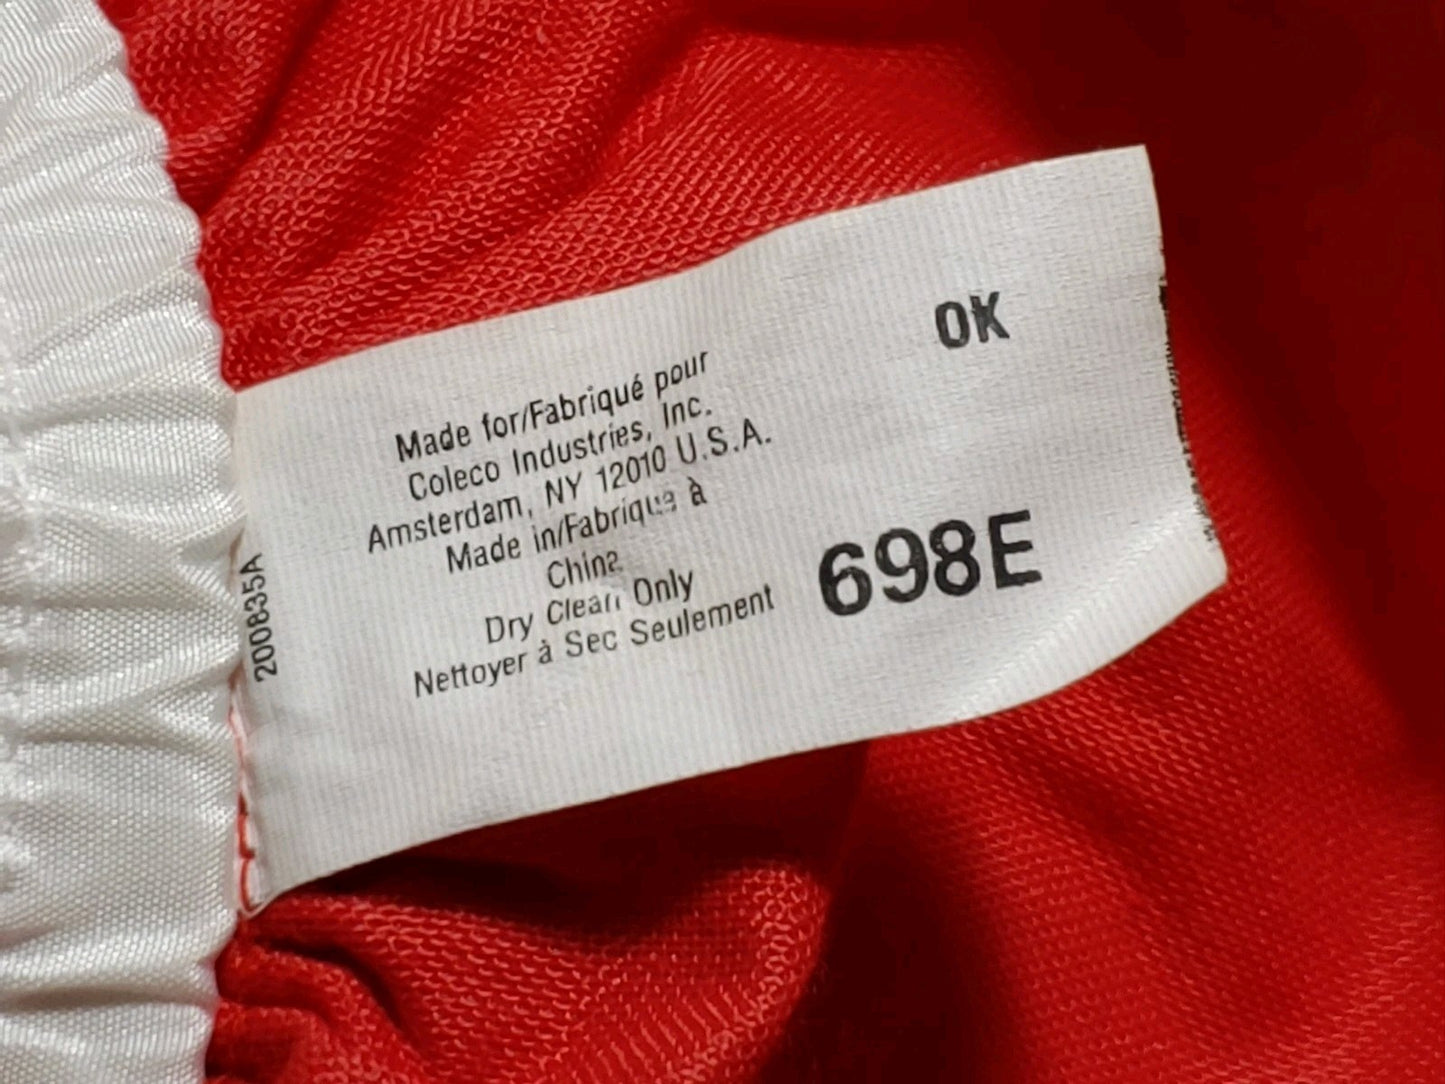 OK
Made for/Fabriqué pour
Coleco Industries, Inc.
Amsterdam, NY 12010 U.S.A.
Made in/Fabrique à
China
Dry Clean Only
Nettoyer à Sec Seulement
698E
200835A